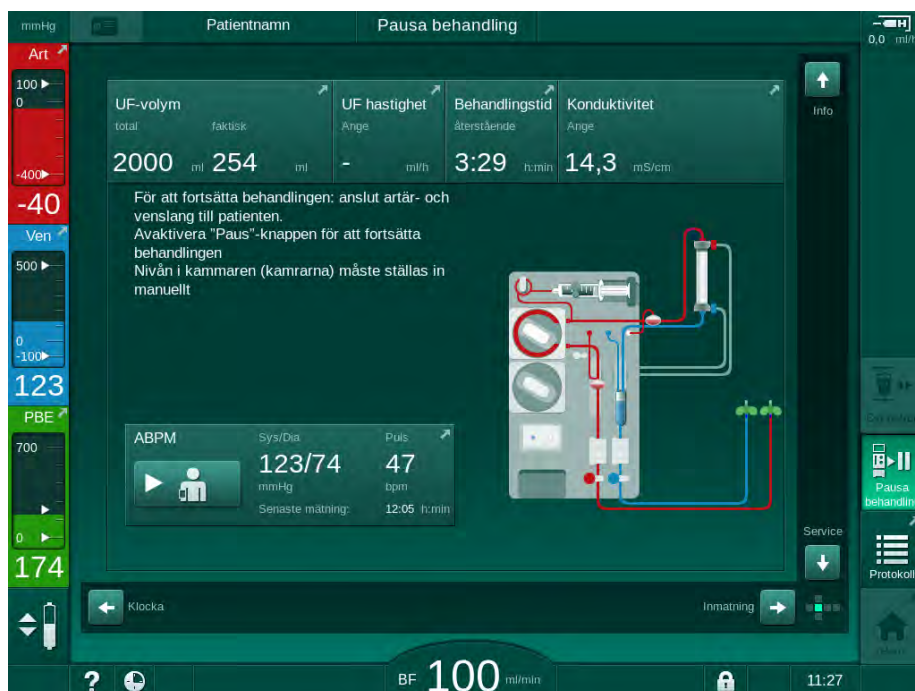 mmHg
Patientnamn
Pausa behandling
0,0 ml/h
Art
100
0
-400
-40
Ven
500
0
-100
123
PBE
700
0
174
UF-volym
total faktisk
2000 ml 254 ml
UF hastighet
Ange
- ml/h
Behandlingstid
återstående
3:29 h:min
Konduktivitet
Ange
14,3 mS/cm
Info
För att fortsätta behandlingen: anslut artär- och
venslang till patienten.
Avaktivera "Paus"-knappen för att fortsätta
behandlingen
Nivån i kammaren (kamrarna) måste ställas in
manuellt
ABPM
Sys/Dia
Puls
123/74
47
mmHg
bpm
Senaste mätning: 12:05 h:min
Service
Klocka
Inmatning
Pausa
behandling
Protokoll
?
BF 100 ml/min
11:27